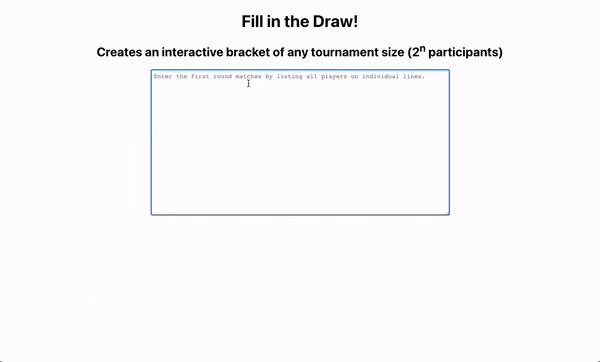 Fill in the Draw!
Creates an interactive bracket of any tournament size (2ⁿ participants)
Enter the first round matches by listing all players on individual lines.